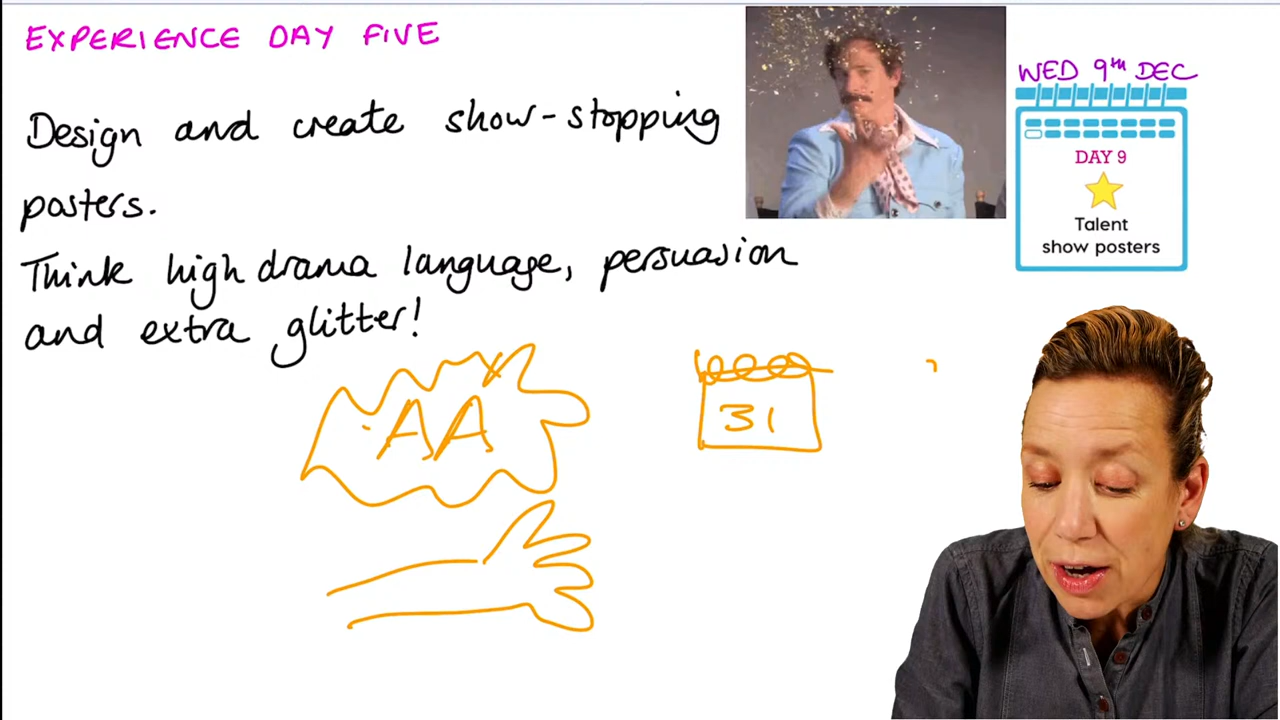 EXPERIENCE DAY FIVE
WED 9th DEC
Design and create show-stopping
posters.
DAY 9
Talent
show posters
Think high drama language, persuasion
and extra glitter!
AA
31